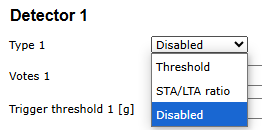 Detector 1
Type 1 Disabled
Threshold
Votes 1
STA/LTA ratio
Trigger threshold 1 [g] Disabled